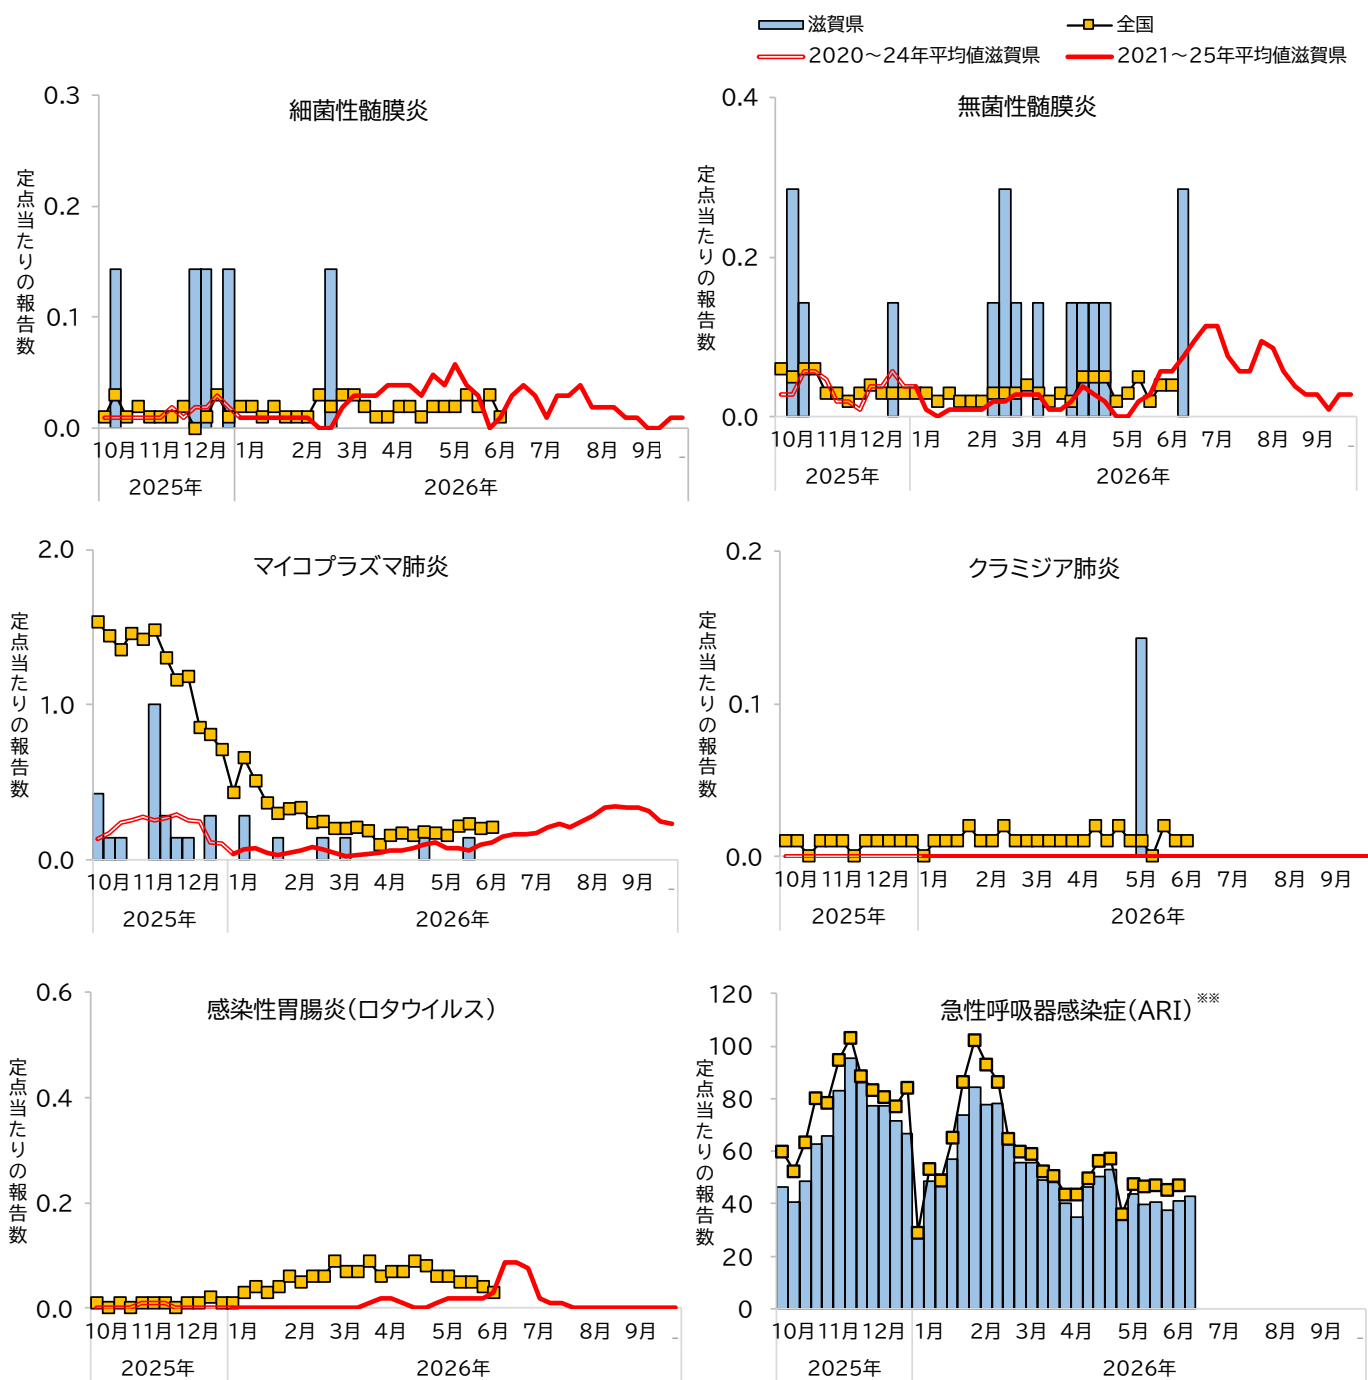 滋賀県 全国
2020～24年平均値滋賀県 2021～25年平均値滋賀県
細菌性髄膜炎
定点当たりの報告数
0.3
0.2
0.1
0.0
10月 11月 12月 1月 2月 3月 4月 5月 6月 7月 8月 9月
2025年 2026年
無菌性髄膜炎
定点当たりの報告数
0.4
0.2
0.0
10月 11月 12月 1月 2月 3月 4月 5月 6月 7月 8月 9月
2025年 2026年
マイコプラズマ肺炎
定点当たりの報告数
2.0
1.0
0.0
10月 11月 12月 1月 2月 3月 4月 5月 6月 7月 8月 9月
2025年 2026年
クラミジア肺炎
定点当たりの報告数
0.2
0.1
0.0
10月 11月 12月 1月 2月 3月 4月 5月 6月 7月 8月 9月
2025年 2026年
感染性胃腸炎（ロタウイルス）
定点当たりの報告数
0.6
0.4
0.2
0.0
10月 11月 12月 1月 2月 3月 4月 5月 6月 7月 8月 9月
2025年 2026年
急性呼吸器感染症（ARI）※※
定点当たりの報告数
120
100
80
60
40
20
0
10月 11月 12月 1月 2月 3月 4月 5月 6月 7月 8月 9月
2025年 2026年